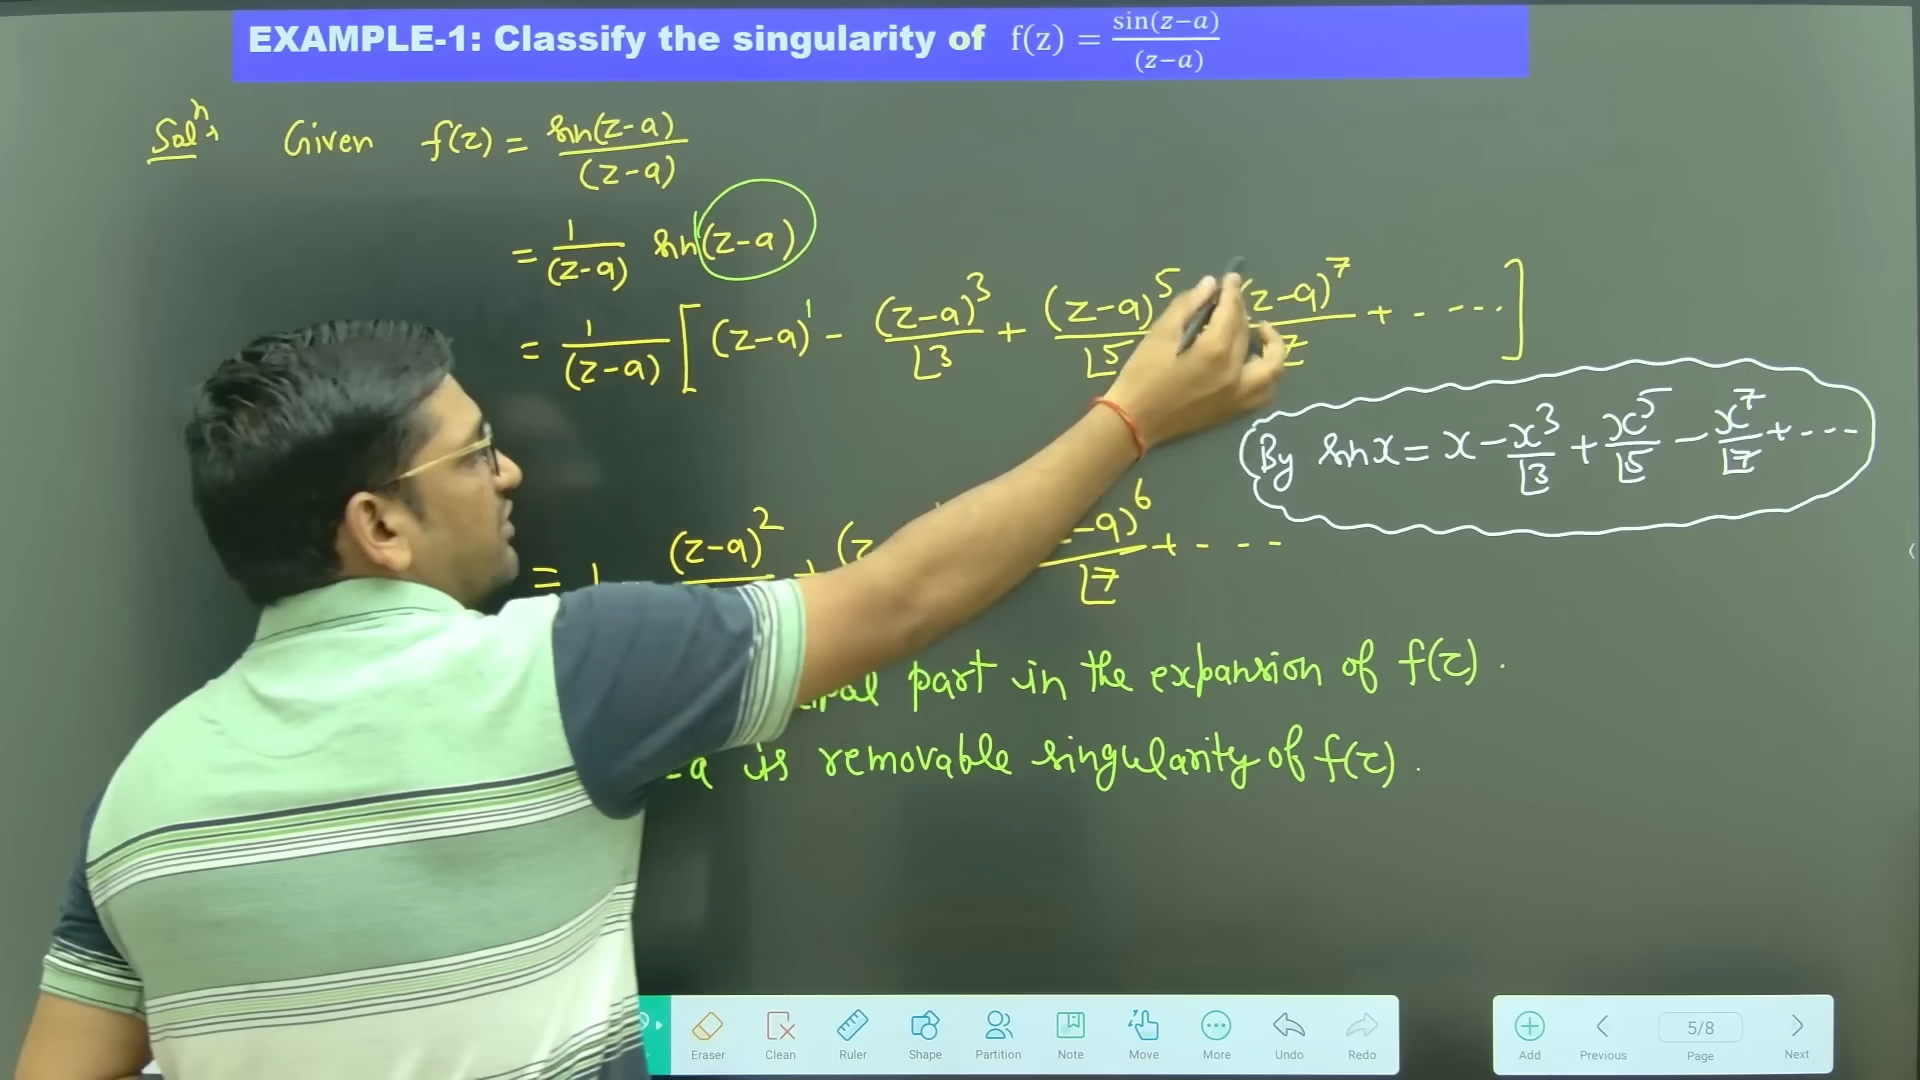 EXAMPLE-1: Classify the singularity of f(z) = sin(z−a)/(z−a)
Solⁿ→ Given f(z) = sin(z-a)/(z-a)
= 1/(z-a) sin(z-a)
= 1/(z-a) [(z-a)¹ - (z-a)³/⌊3 + (z-a)⁵/⌊5 (z-a)⁷/7 + - ---]
(By sin x = x - x³/⌊3 + x⁵/⌊5 - x⁷/⌊7 + ---
= 1 - (z-a)² + (z -a)⁶/⌊7 + - - -
part in the expansion of f(z).
-a is removable singularity of f(z).
Eraser Clean Ruler Shape Partition Note Move More Undo Redo
Add Previous 5/8 Page Next